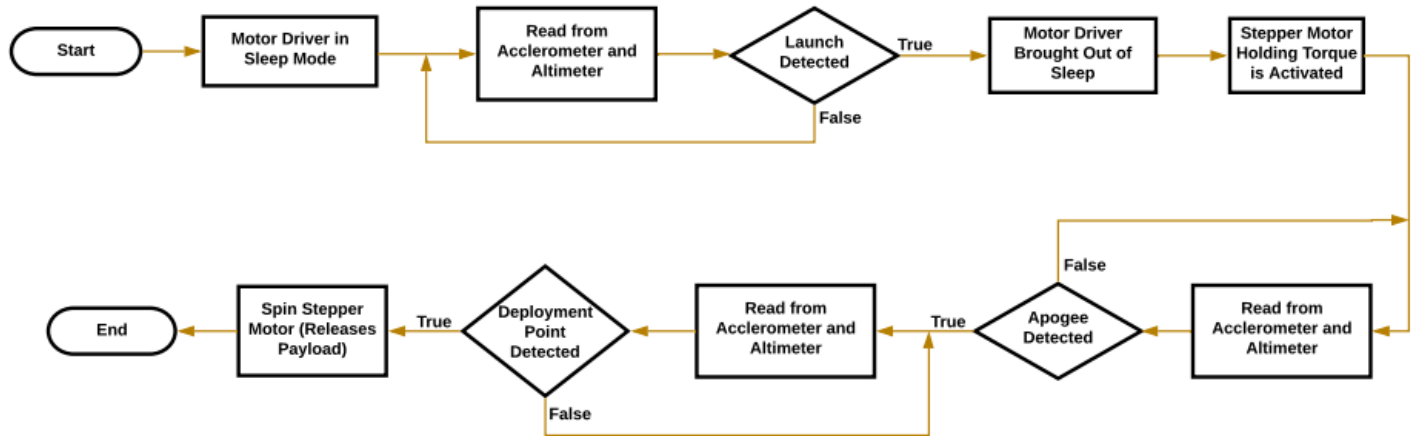 Start
Motor Driver in
Sleep Mode
Read from
Acclerometer and
Altimeter
Launch
Detected
True
False
Motor Driver
Brought Out of
Sleep
Stepper Motor
Holding Torque
is Activated
Read from
Acclerometer and
Altimeter
Apogee
Detected
False
True
Read from
Acclerometer and
Altimeter
Deployment
Point
Detected
False
True
Spin Stepper
Motor (Releases
Payload)
End